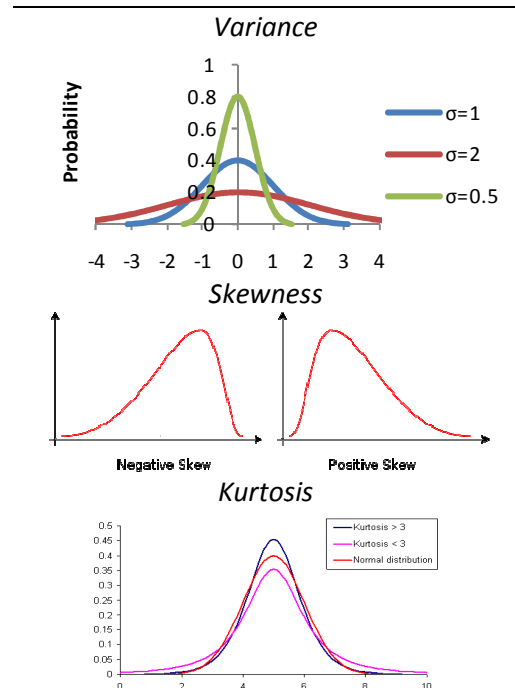 Variance
Probability
1
0.8
0.6
0.4
0.2
0
-4 -3 -2 -1 0 1 2 3 4
σ=1
σ=2
σ=0.5
Skewness
Negative Skew
Positive Skew
Kurtosis
0.5
0.45
0.4
0.35
0.3
0.25
0.2
0.15
0.1
0.05
0
0 2 4 6 8 10
Kurtosis > 3
Kurtosis < 3
Normal distribution